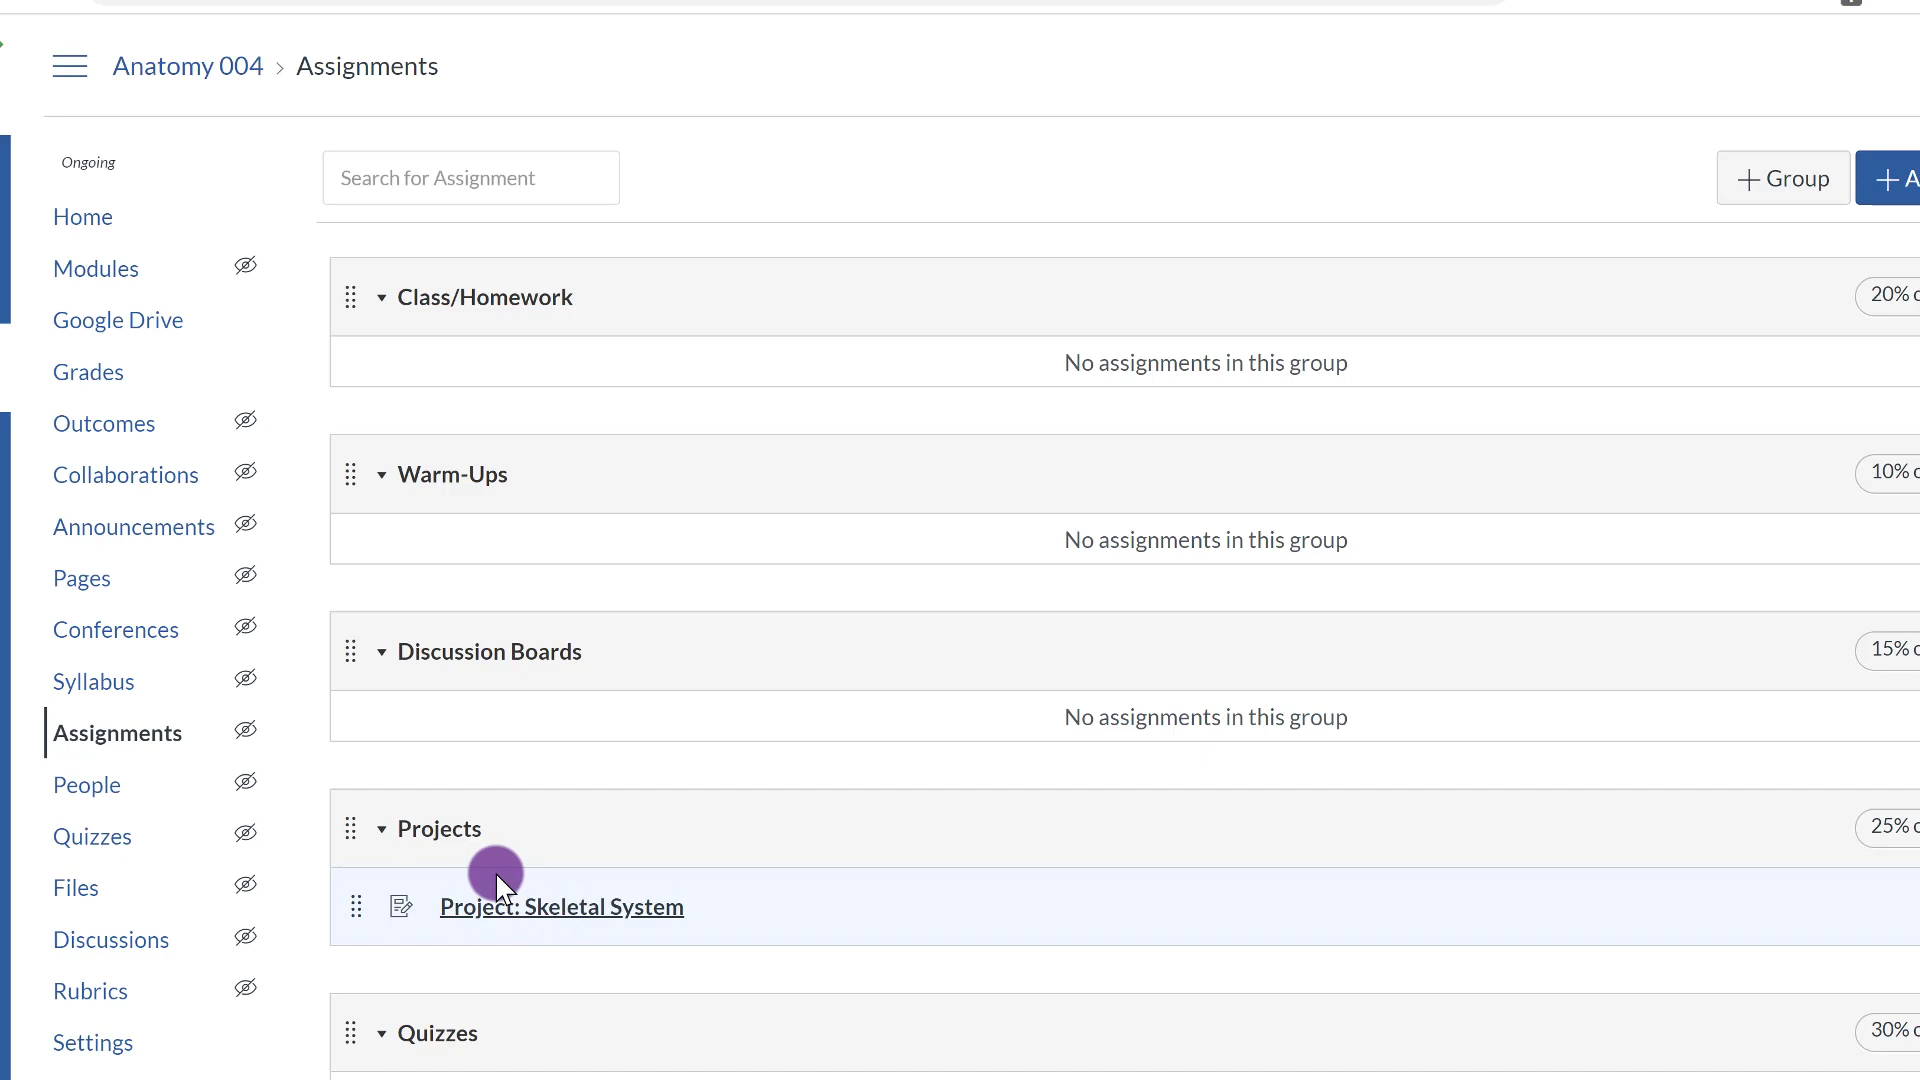 Anatomy 004 > Assignments
Ongoing
Home
Modules
Google Drive
Grades
Outcomes
Collaborations
Announcements
Pages
Conferences
Syllabus
Assignments
People
Quizzes
Files
Discussions
Rubrics
Settings
Search for Assignment
+ Group
+ A
Class/Homework
20%
No assignments in this group
Warm-Ups
10%
No assignments in this group
Discussion Boards
15%
No assignments in this group
Projects
25%
Project: Skeletal System
Quizzes
30%